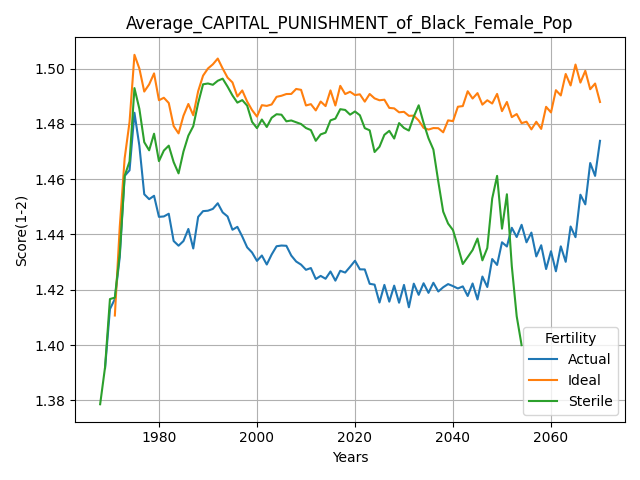 Average_CAPITAL_PUNISHMENT_of_Black_Female_Pop
Score(1-2)
1.50
1.48
1.46
1.44
1.42
1.40
1.38
Fertility
Actual
Ideal
Sterile
1980
2000
2020
2040
2060
Years